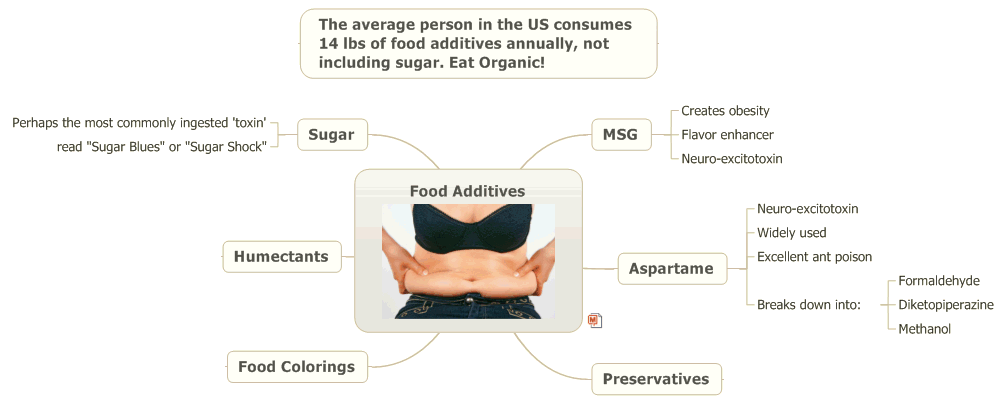 The average person in the US consumes
14 lbs of food additives annually, not
including sugar. Eat Organic!
Perhaps the most commonly ingested 'toxin'
read "Sugar Blues" or "Sugar Shock"
Sugar
MSG
Creates obesity
Flavor enhancer
Neuro-excitotoxin
Food Additives
Humectants
Aspartame
Neuro-excitotoxin
Widely used
Excellent ant poison
Breaks down into:
Formaldehyde
Diketopiperazine
Methanol
Food Colorings
Preservatives